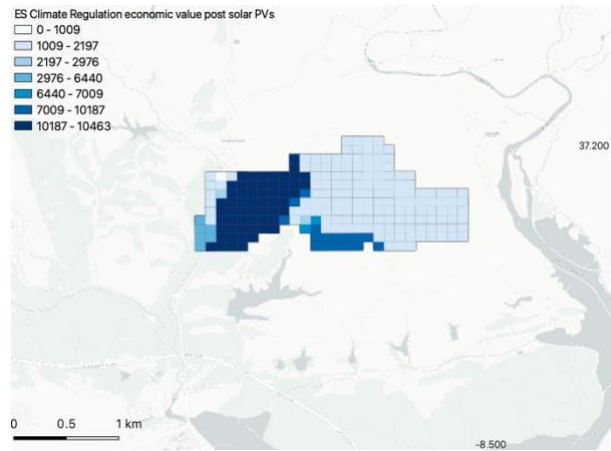 ES Climate Regulation economic value post solar PVs
0 - 1009
1009 - 2197
2197 - 2976
2976 - 6440
6440 - 7009
7009 - 10187
10187 - 10463
37.200
0 0.5 1 km
-8.500